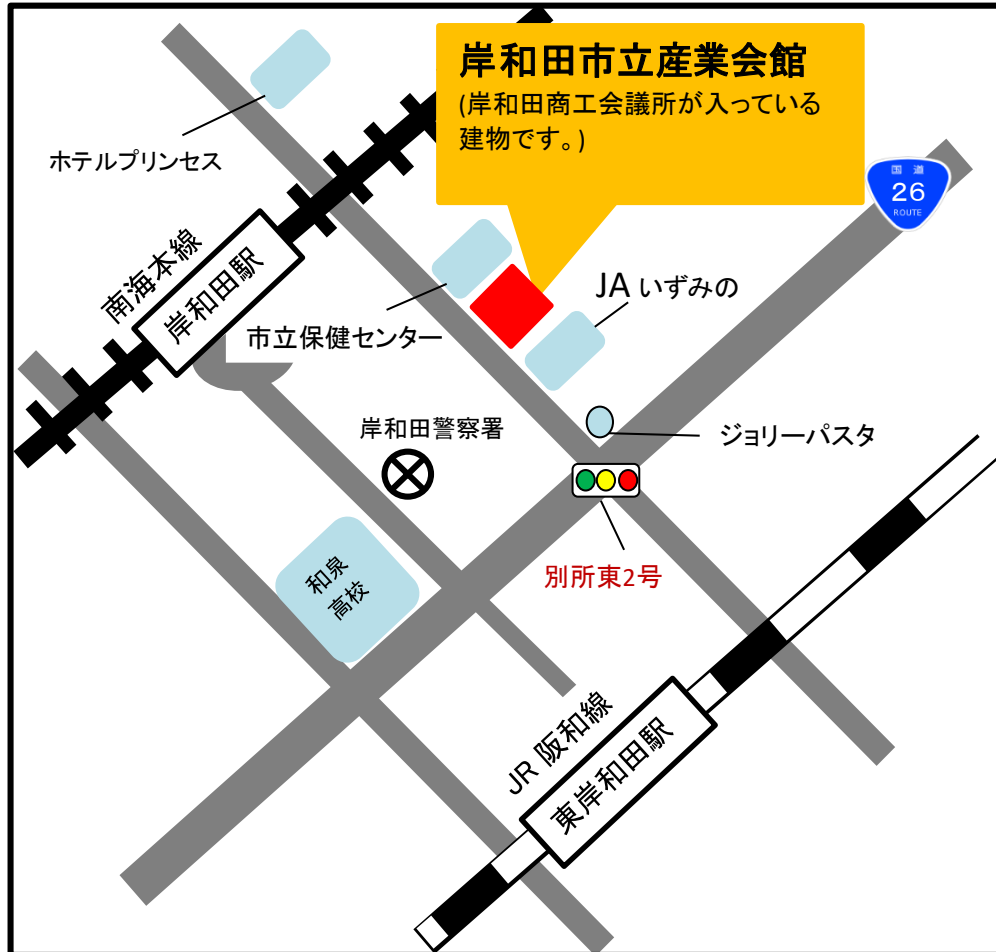 岸和田市立産業会館
(岸和田商工会議所が入っている
建物です。)
ホテルプリンセス
国道
26
ROUTE
南海本線
岸和田駅
市立保健センター
JA いずみの
岸和田警察署
ジョリーパスタ
別所東2号
和泉
高校
JR 阪和線
東岸和田駅